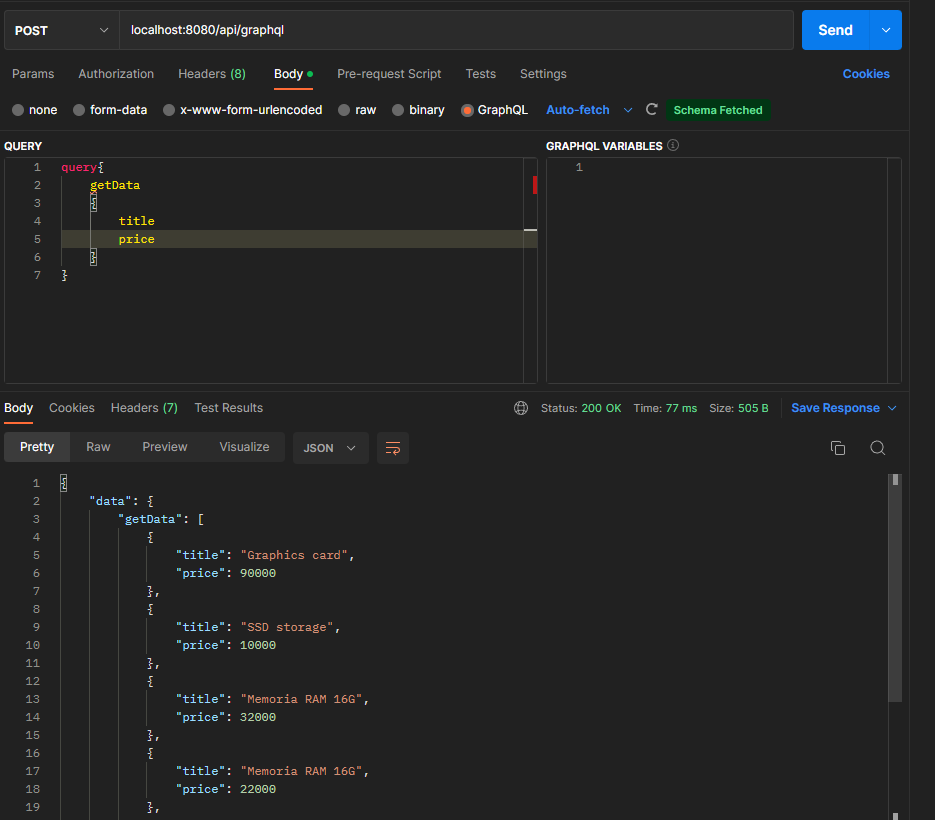 POST localhost:8080/api/graphql Send
Params Authorization Headers (8) Body Pre-request Script Tests Settings Cookies
none form-data x-www-form-urlencoded raw binary GraphQL Auto-fetch Schema Fetched
QUERY GRAPHQL VARIABLES
1 query{ 1
2 getData
3 {
4 title
5 price
6 }
7 }
Body Cookies Headers (7) Test Results Status: 200 OK Time: 77 ms Size: 505 B Save Response
Pretty Raw Preview Visualize JSON
1 {
2 "data": {
3 "getData": [
4 {
5 "title": "Graphics card",
6 "price": 90000
7 },
8 {
9 "title": "SSD storage",
10 "price": 10000
11 },
12 {
13 "title": "Memoria RAM 16G",
14 "price": 32000
15 },
16 {
17 "title": "Memoria RAM 16G",
18 "price": 22000
19 },